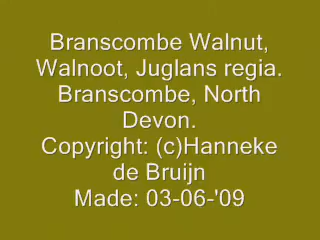 Branscombe Walnut,
Walnoot, Juglans regia.
Branscombe, North
Devon.
Copyright: (c)Hanneke
de Bruijn
Made: 03-06-'09